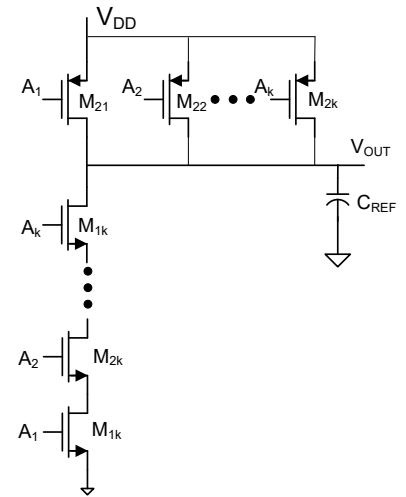 V_DD
A_1 M_21 A_2 M_22 A_k M_2k
V_OUT
C_REF
A_k M_1k
A_2 M_2k
A_1 M_1k